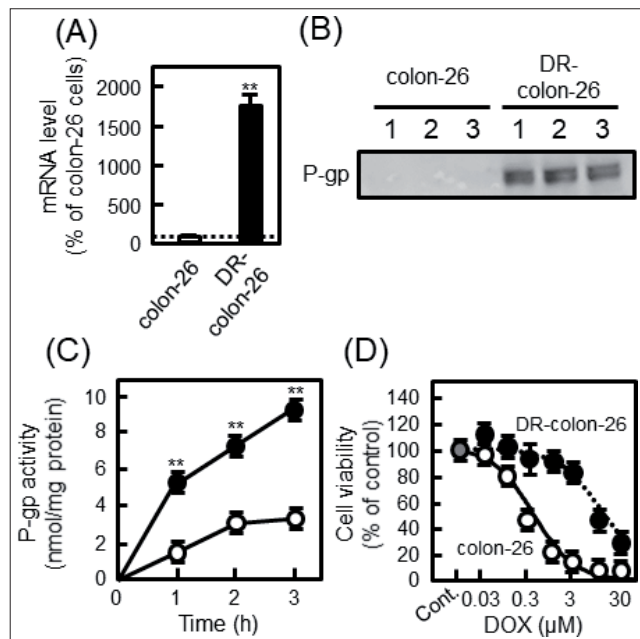 (A)
mRNA level
(% of colon-26 cells)
2000
1500
1000
500
0
**
colon-26
DR-
colon-26
(B)
colon-26
DR-
colon-26
1 2 3 1 2 3
P-gp
(C)
P-gp activity
(nmol/mg protein)
10
8
6
4
2
0
** ** **
0 1 2 3
Time (h)
(D)
Cell viability
(% of control)
140
120
100
80
60
40
20
0
DR-colon-26
colon-26
Cont. 0.03 0.3 3 30
DOX (µM)